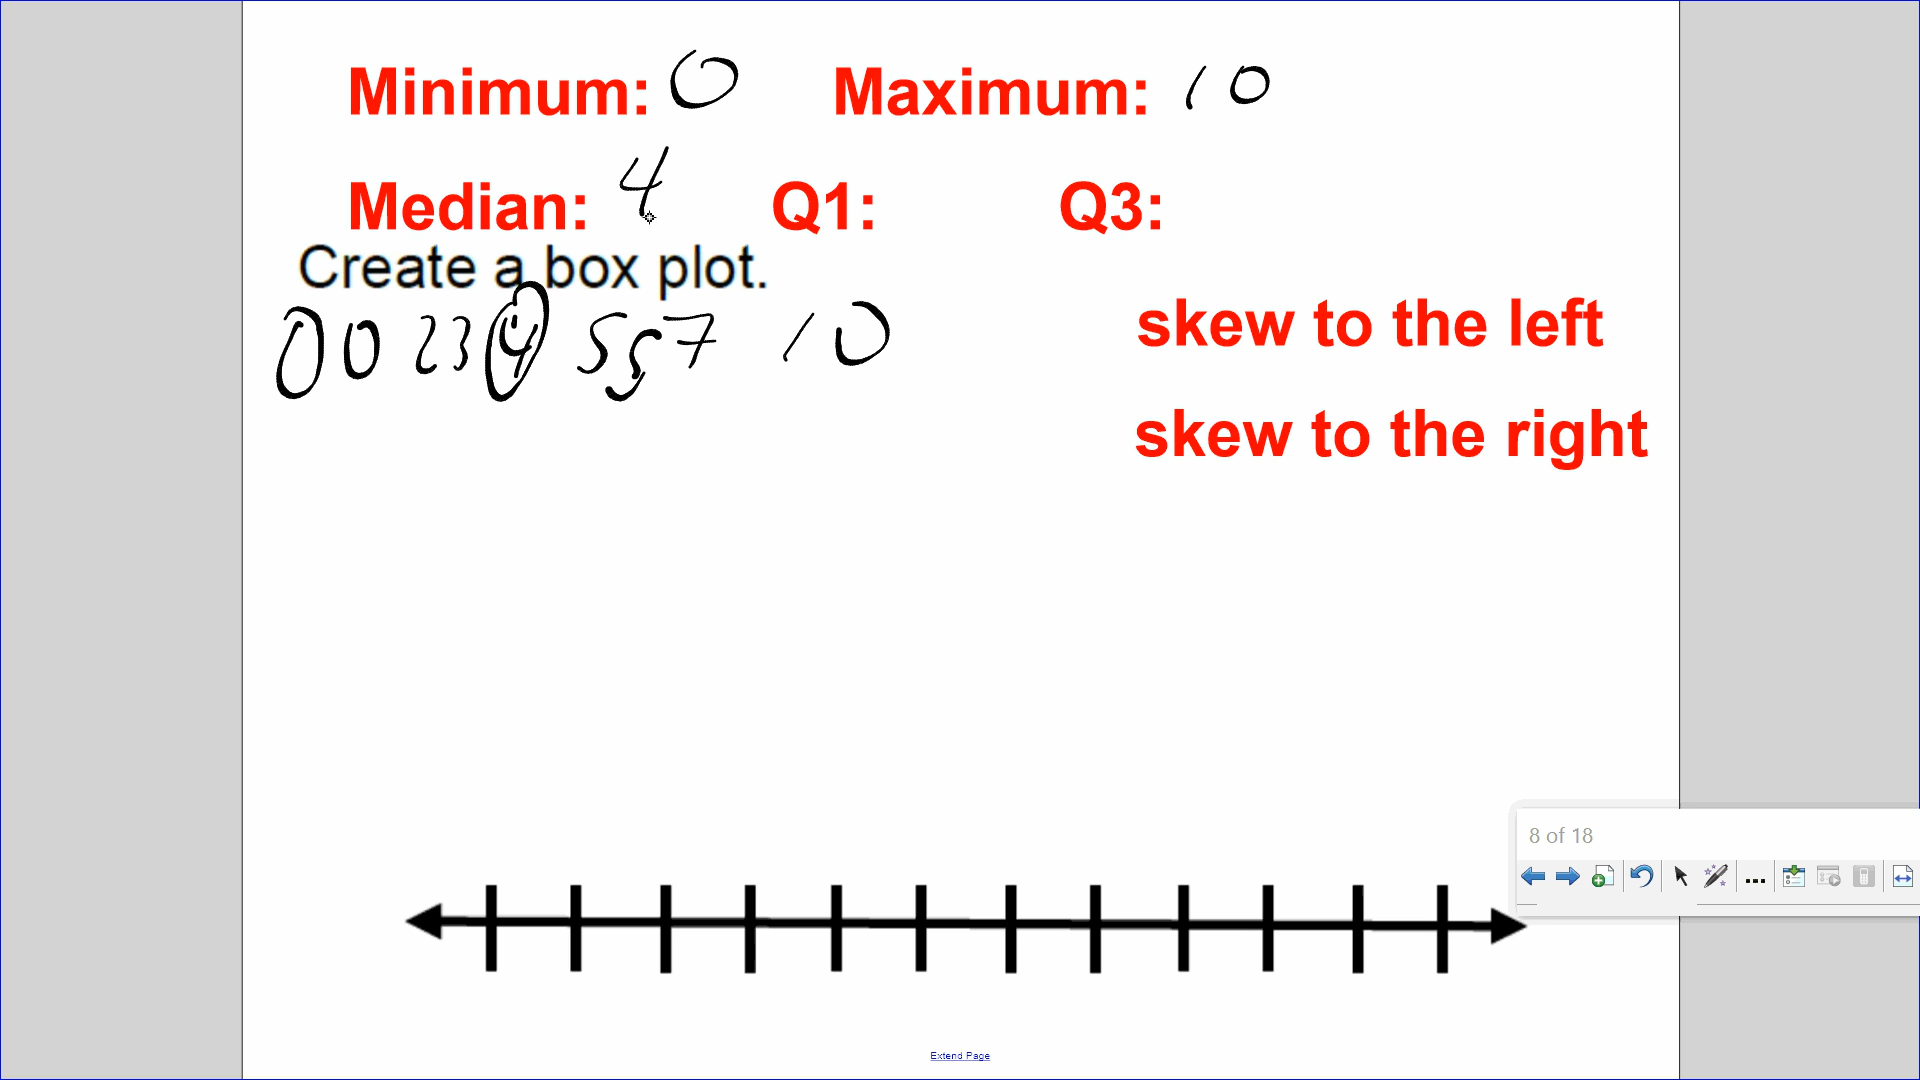 Minimum: 0 Maximum: 10
Median: 4 Q1: Q3:
Create a box plot.
0 0 2 3 4 5 5 7 10
skew to the left
skew to the right
8 of 18
Extend Page